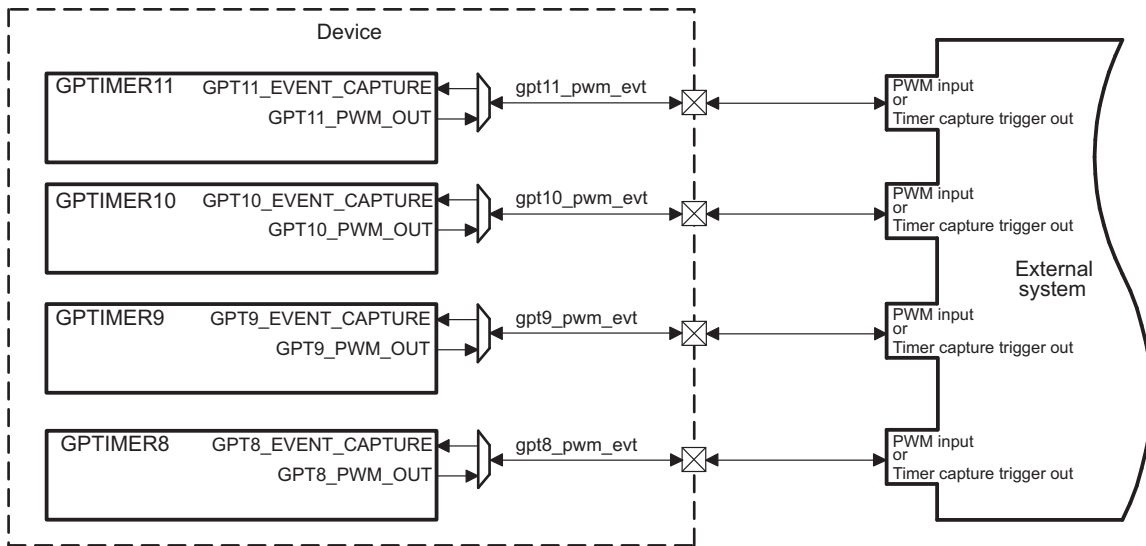 Device
GPTIMER11
GPT11_EVENT_CAPTURE
GPT11_PWM_OUT
gpt11_pwm_evt
PWM input
or
Timer capture trigger out
GPTIMER10
GPT10_EVENT_CAPTURE
GPT10_PWM_OUT
gpt10_pwm_evt
PWM input
or
Timer capture trigger out
External
system
GPTIMER9
GPT9_EVENT_CAPTURE
GPT9_PWM_OUT
gpt9_pwm_evt
PWM input
or
Timer capture trigger out
GPTIMER8
GPT8_EVENT_CAPTURE
GPT8_PWM_OUT
gpt8_pwm_evt
PWM input
or
Timer capture trigger out